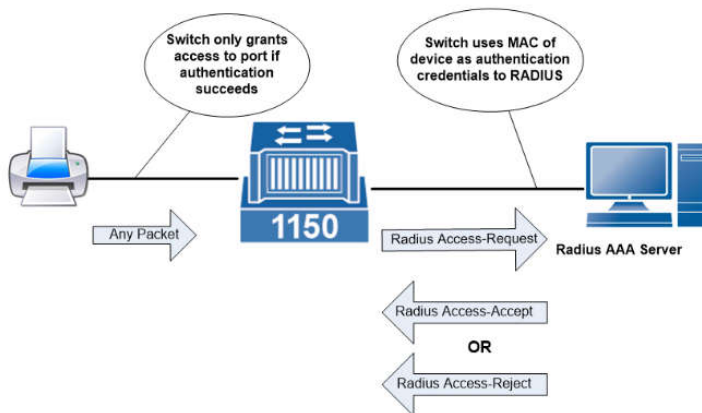 Switch only grants
access to port if
authentication
succeeds
Switch uses MAC of
device as authentication
credentials to RADIUS
1150
Any Packet
Radius Access-Request
Radius AAA Server
Radius Access-Accept
OR
Radius Access-Reject